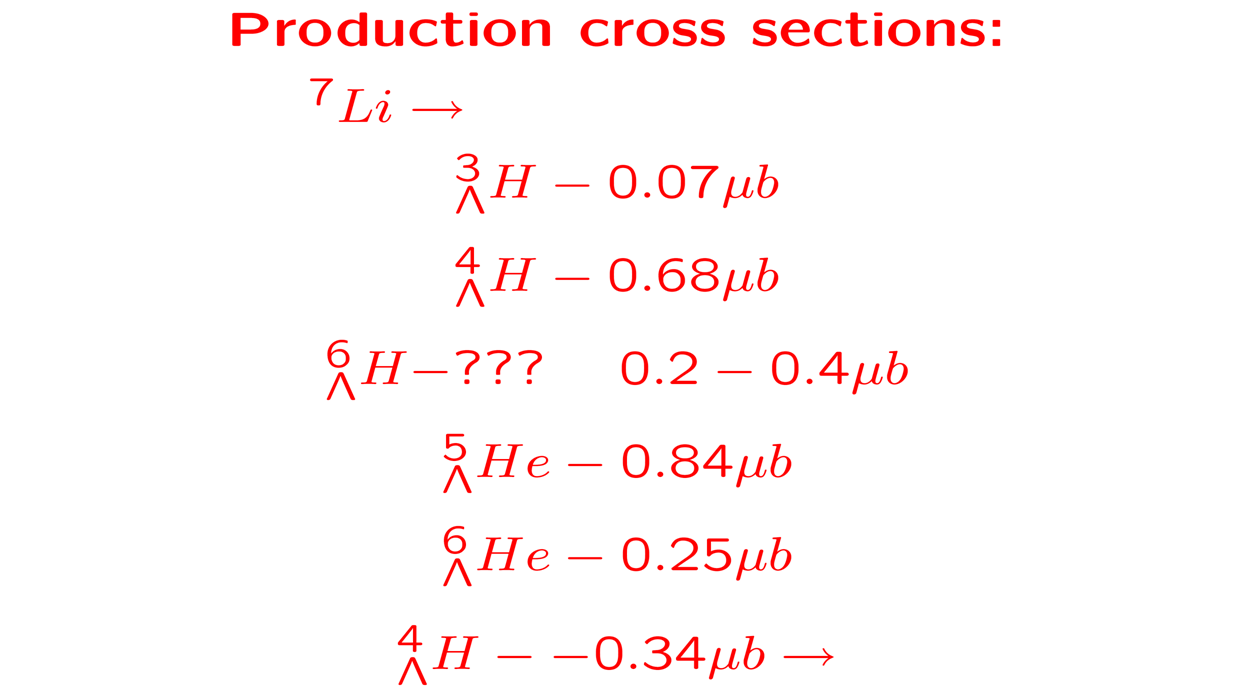 Production cross sections:
⁷Li →
³ΛH − 0.07μb
⁴ΛH − 0.68μb
⁶ΛH−??? 0.2 − 0.4μb
⁵ΛHe − 0.84μb
⁶ΛHe − 0.25μb
⁴ΛH − −0.34μb →